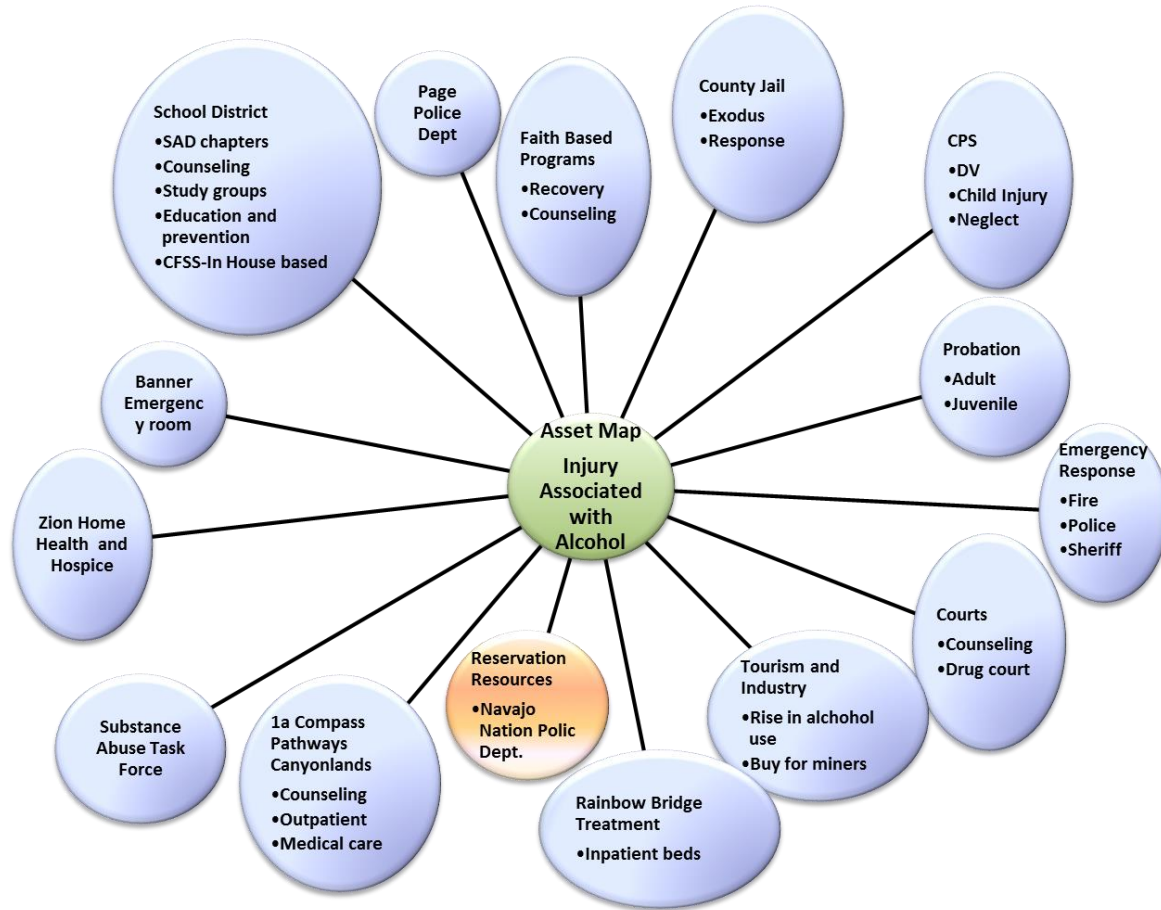 School District
•SAD chapters
•Counseling
•Study groups
•Education and
prevention
•CFSS-In House based
Page
Police
Dept
Faith Based
Programs
•Recovery
•Counseling
County Jail
•Exodus
•Response
CPS
•DV
•Child Injury
•Neglect
Probation
•Adult
•Juvenile
Emergency
Response
•Fire
•Police
•Sheriff
Courts
•Counseling
•Drug court
Tourism and
Industry
•Rise in alchohol
use
•Buy for miners
Rainbow Bridge
Treatment
•Inpatient beds
Reservation
Resources
•Navajo
Nation Polic
Dept.
1a Compass
Pathways
Canyonlands
•Counseling
•Outpatient
•Medical care
Substance
Abuse Task
Force
Zion Home
Health and
Hospice
Banner
Emergenc
y room
Asset Map
Injury
Associated
with
Alcohol